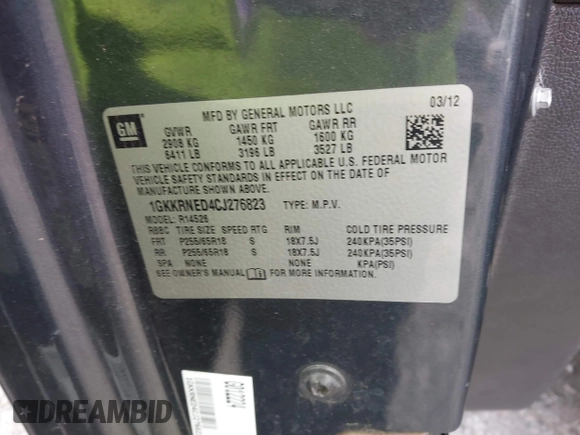 MFD BY GENERAL MOTORS LLC 03/12
GM
GVWR GAWR FRT GAWR RR
2908 KG 1450 KG 1600 KG
6411 LB 3196 LB 3527 LB
THIS VEHICLE CONFORMS TO ALL APPLICABLE U.S. FEDERAL MOTOR
VEHICLE SAFETY STANDARDS IN EFFECT ON THE DATE OF
MANUFACTURE SHOWN ABOVE.
1GKKRNED4CJ276823 TYPE: M.P.V.
MODEL: R14526
RBBC TIRE SIZE SPEED RTG RIM COLD TIRE PRESSURE
FRT P255/65R18 S 18X7.5J 240KPA(35PSI)
RR P255/65R18 S 18X7.5J 240KPA(35PSI)
SPA NONE NONE KPA(PSI)
SEE OWNER'S MANUAL FOR MORE INFORMATION.
EASTBIDCARS